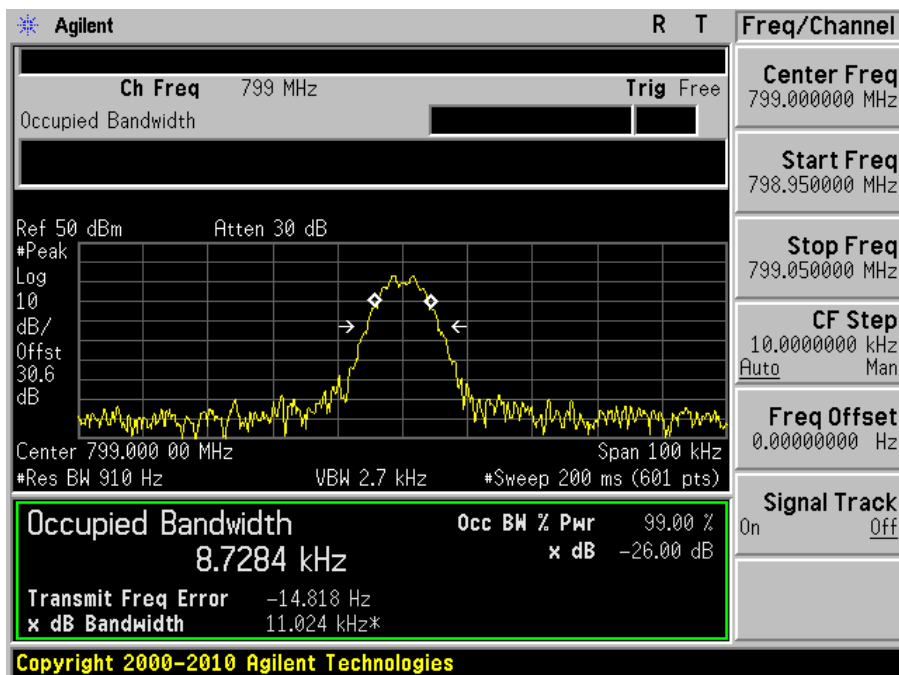 Agilent R T
Freq/Channel
Ch Freq 799 MHz Trig Free
Occupied Bandwidth
Center Freq
799.000000 MHz
Start Freq
798.950000 MHz
Stop Freq
799.050000 MHz
CF Step
10.0000000 kHz
Auto Man
Freq Offset
0.00000000 Hz
Signal Track
On Off
Ref 50 dBm Atten 30 dB
#Peak
Log
10
dB/
Offst
30.6
dB
Center 799.000 00 MHz Span 100 kHz
#Res BW 910 Hz VBW 2.7 kHz #Sweep 200 ms (601 pts)
Occupied Bandwidth Occ BW % Pwr 99.00 %
8.7284 kHz x dB -26.00 dB
Transmit Freq Error -14.818 Hz
x dB Bandwidth 11.024 kHz*
Copyright 2000-2010 Agilent Technologies